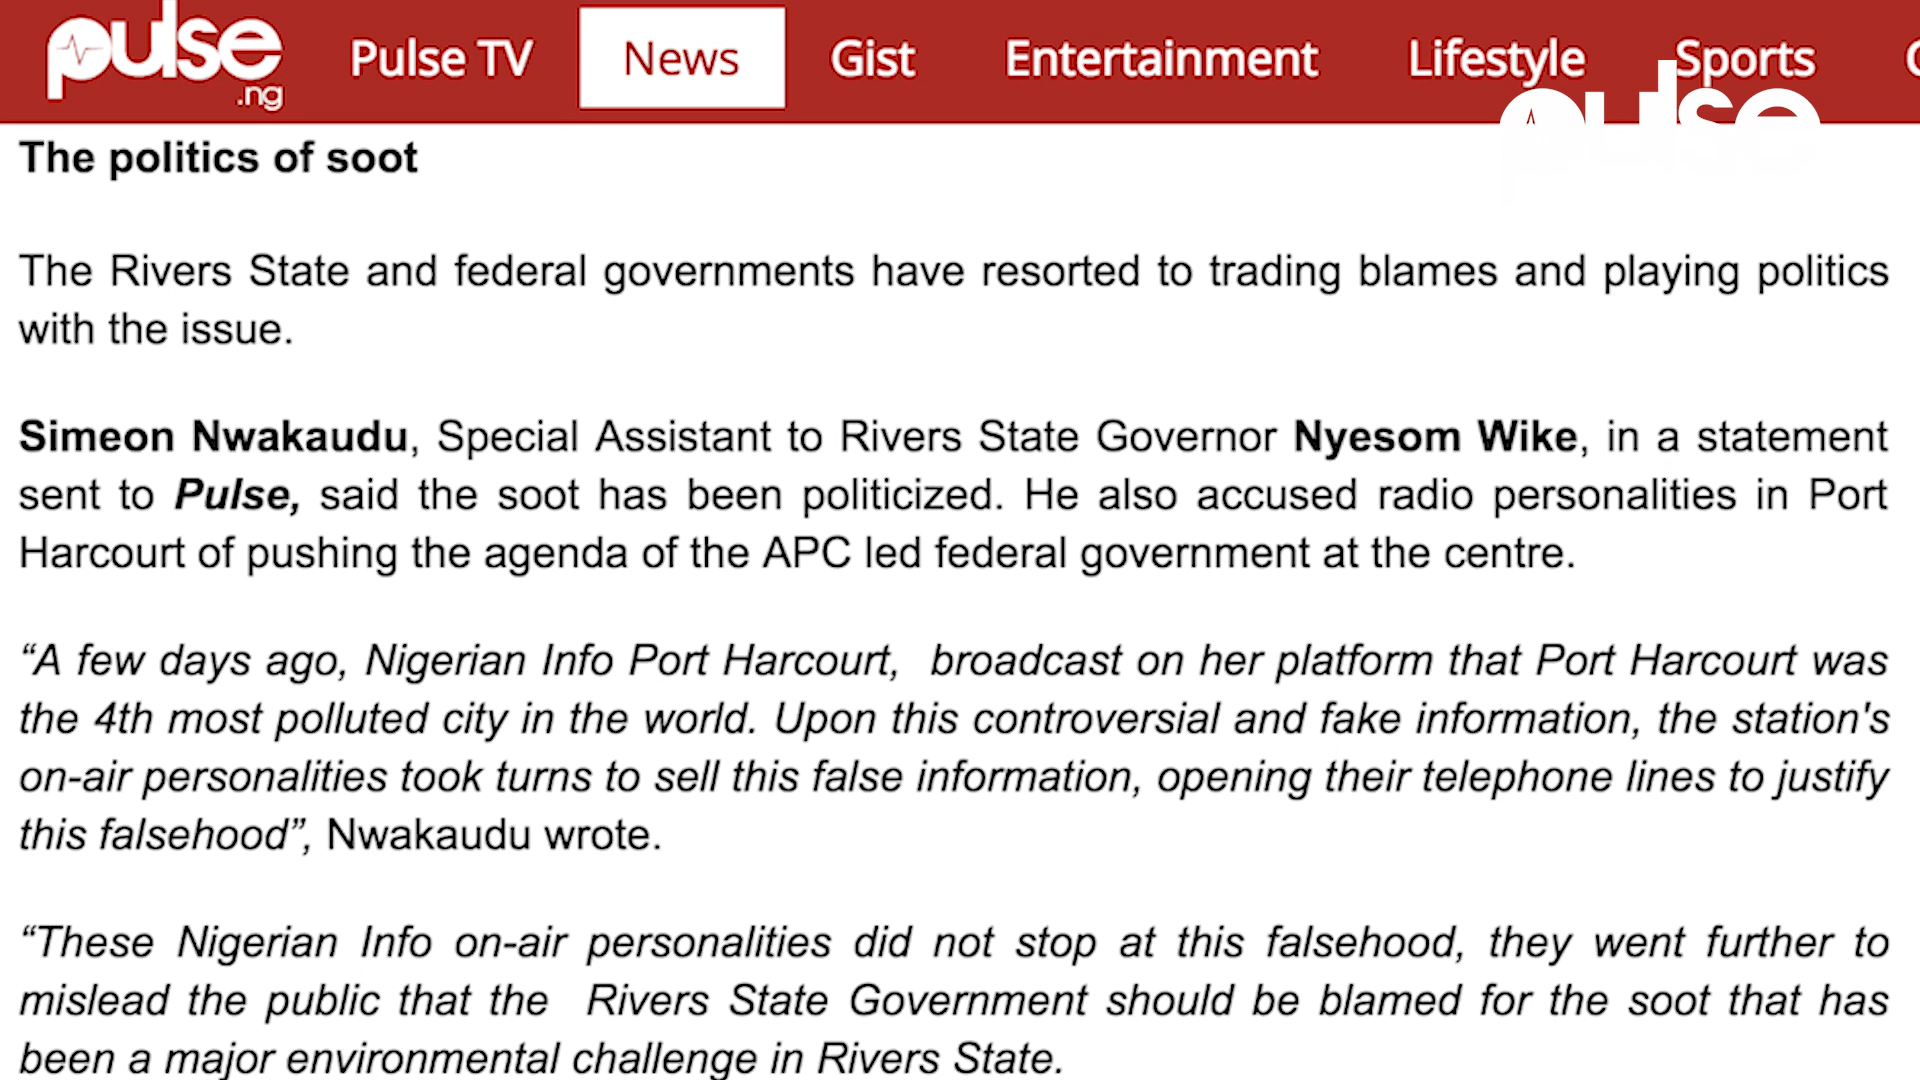 pulse
.ng
Pulse TV News Gist Entertainment Lifestyle Sports
pulse
The politics of soot
The Rivers State and federal governments have resorted to trading blames and playing politics
with the issue.
Simeon Nwakaudu, Special Assistant to Rivers State Governor Nyesom Wike, in a statement
sent to Pulse, said the soot has been politicized. He also accused radio personalities in Port
Harcourt of pushing the agenda of the APC led federal government at the centre.
“A few days ago, Nigerian Info Port Harcourt,  broadcast on her platform that Port Harcourt was
the 4th most polluted city in the world. Upon this controversial and fake information, the station's
on-air personalities took turns to sell this false information, opening their telephone lines to justify
this falsehood”, Nwakaudu wrote.
“These Nigerian Info on-air personalities did not stop at this falsehood, they went further to
mislead the public that the  Rivers State Government should be blamed for the soot that has
been a major environmental challenge in Rivers State.